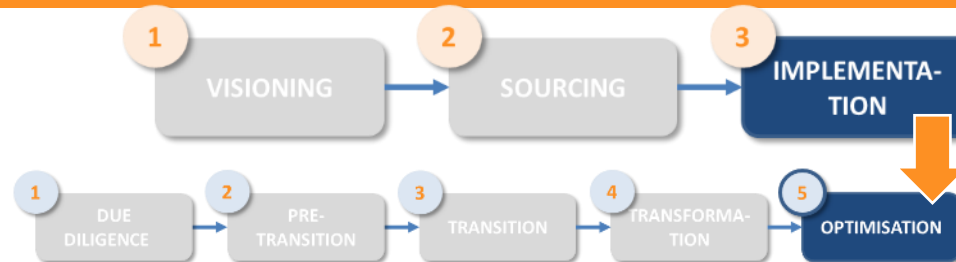 1
VISIONING
2
SOURCING
3
IMPLEMENTA-
TION
1
DUE
DILIGENCE
2
PRE-
TRANSITION
3
TRANSITION
4
TRANSFORMA-
TION
5
OPTIMISATION